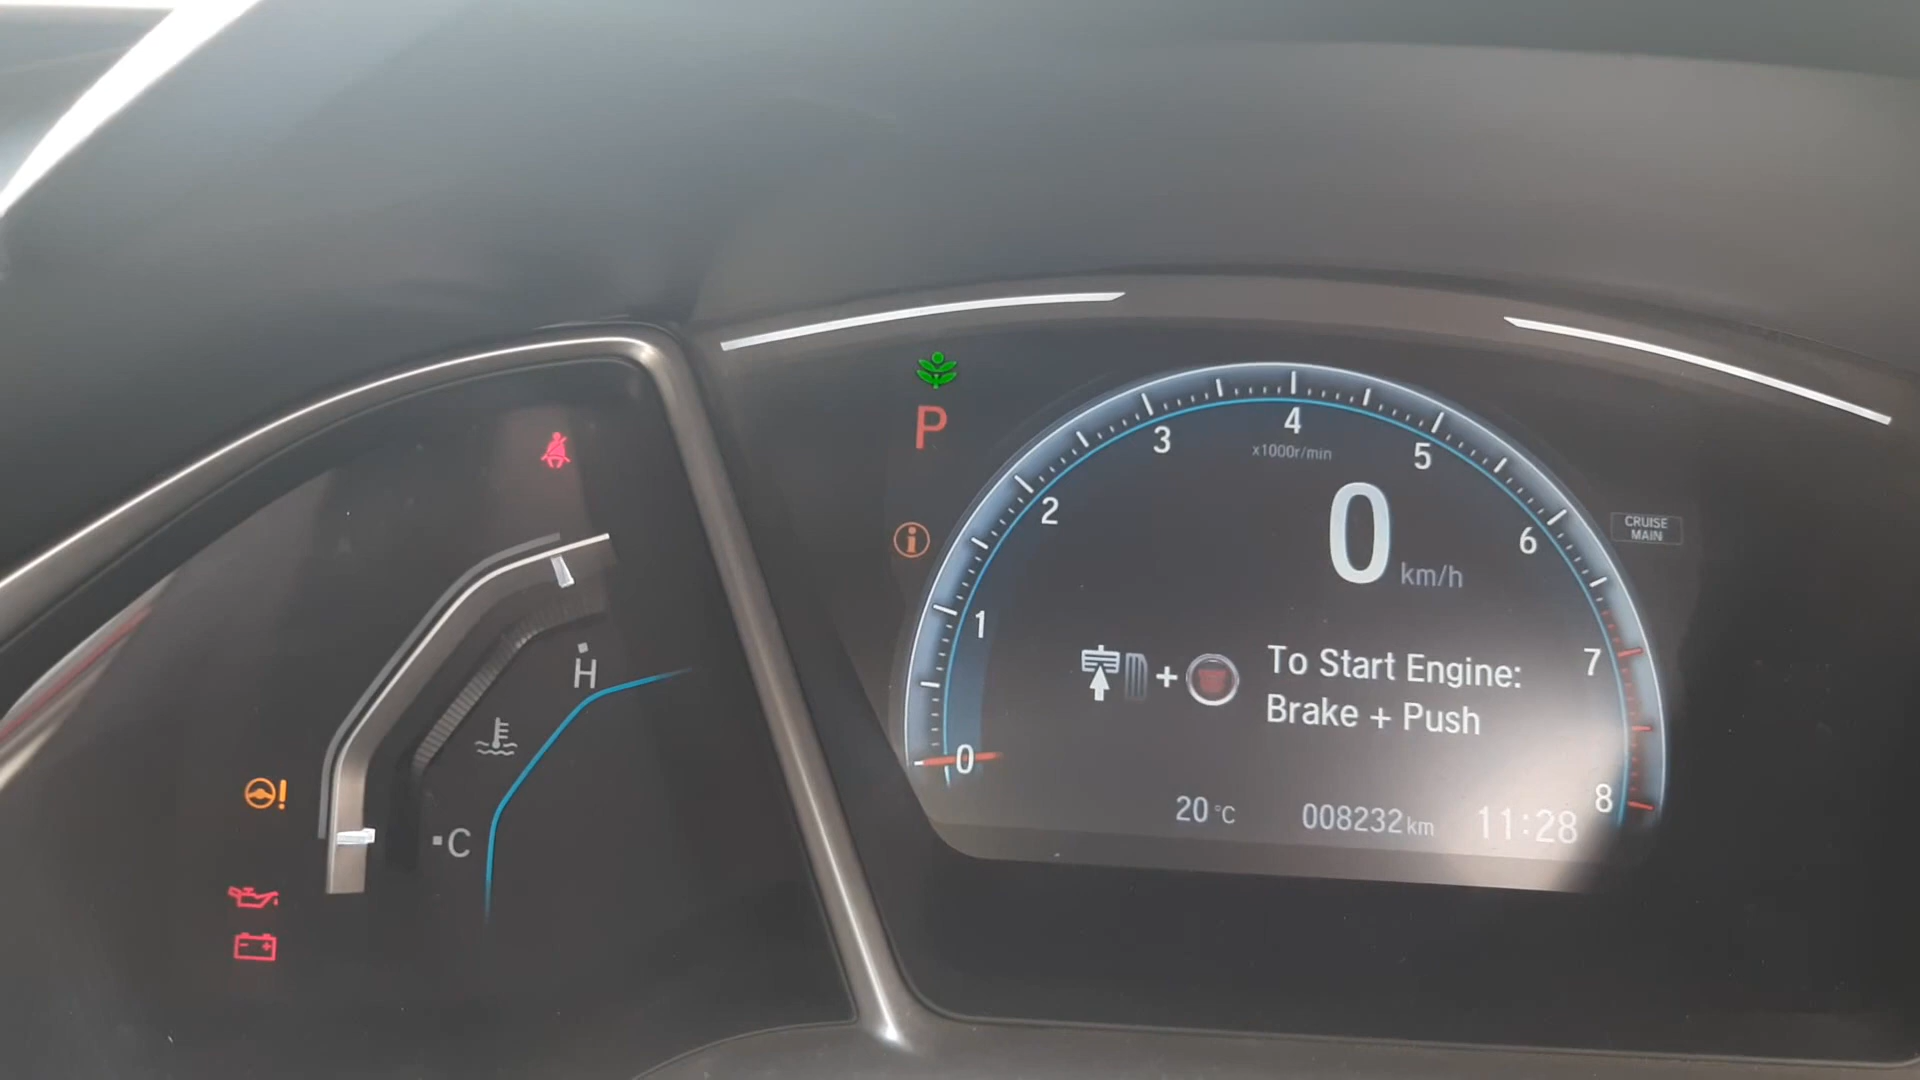 P
H
C
i
!
0
1
2
3
4
5
6
7
8
x1000r/min
0 km/h
CRUISE
MAIN
+
To Start Engine:
Brake + Push
20 °C 008232 km 11:28